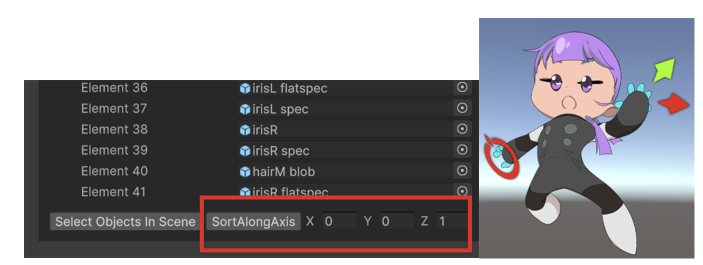 Element 36 irisL flatspec
Element 37 irisL spec
Element 38 irisR
Element 39 irisR spec
Element 40 hairM blob
Element 41 irisR flatspec
Select Objects In Scene SortAlongAxis X 0 Y 0 Z 1